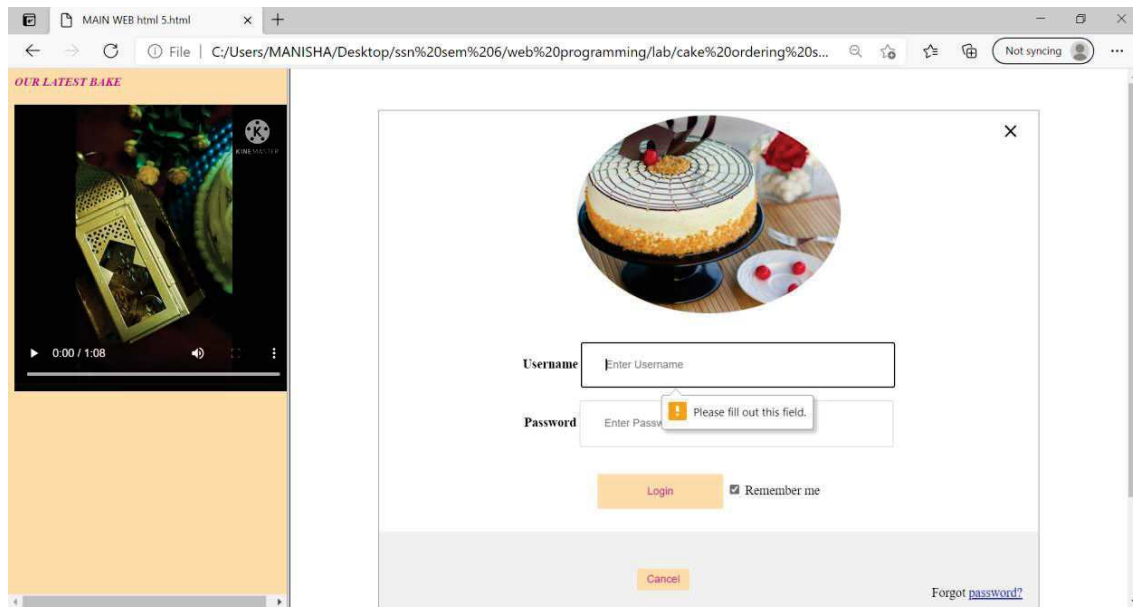 MAIN WEB html 5.html
File | C:/Users/MANISHA/Desktop/ssn%20sem%206/web%20programming/lab/cake%20ordering%20s...
Not syncing
OUR LATEST BAKE
KINEMASTER
0:00 / 1:08
Username Enter Username
Please fill out this field.
Password Enter Passw
Login Remember me
Cancel
Forgot password?